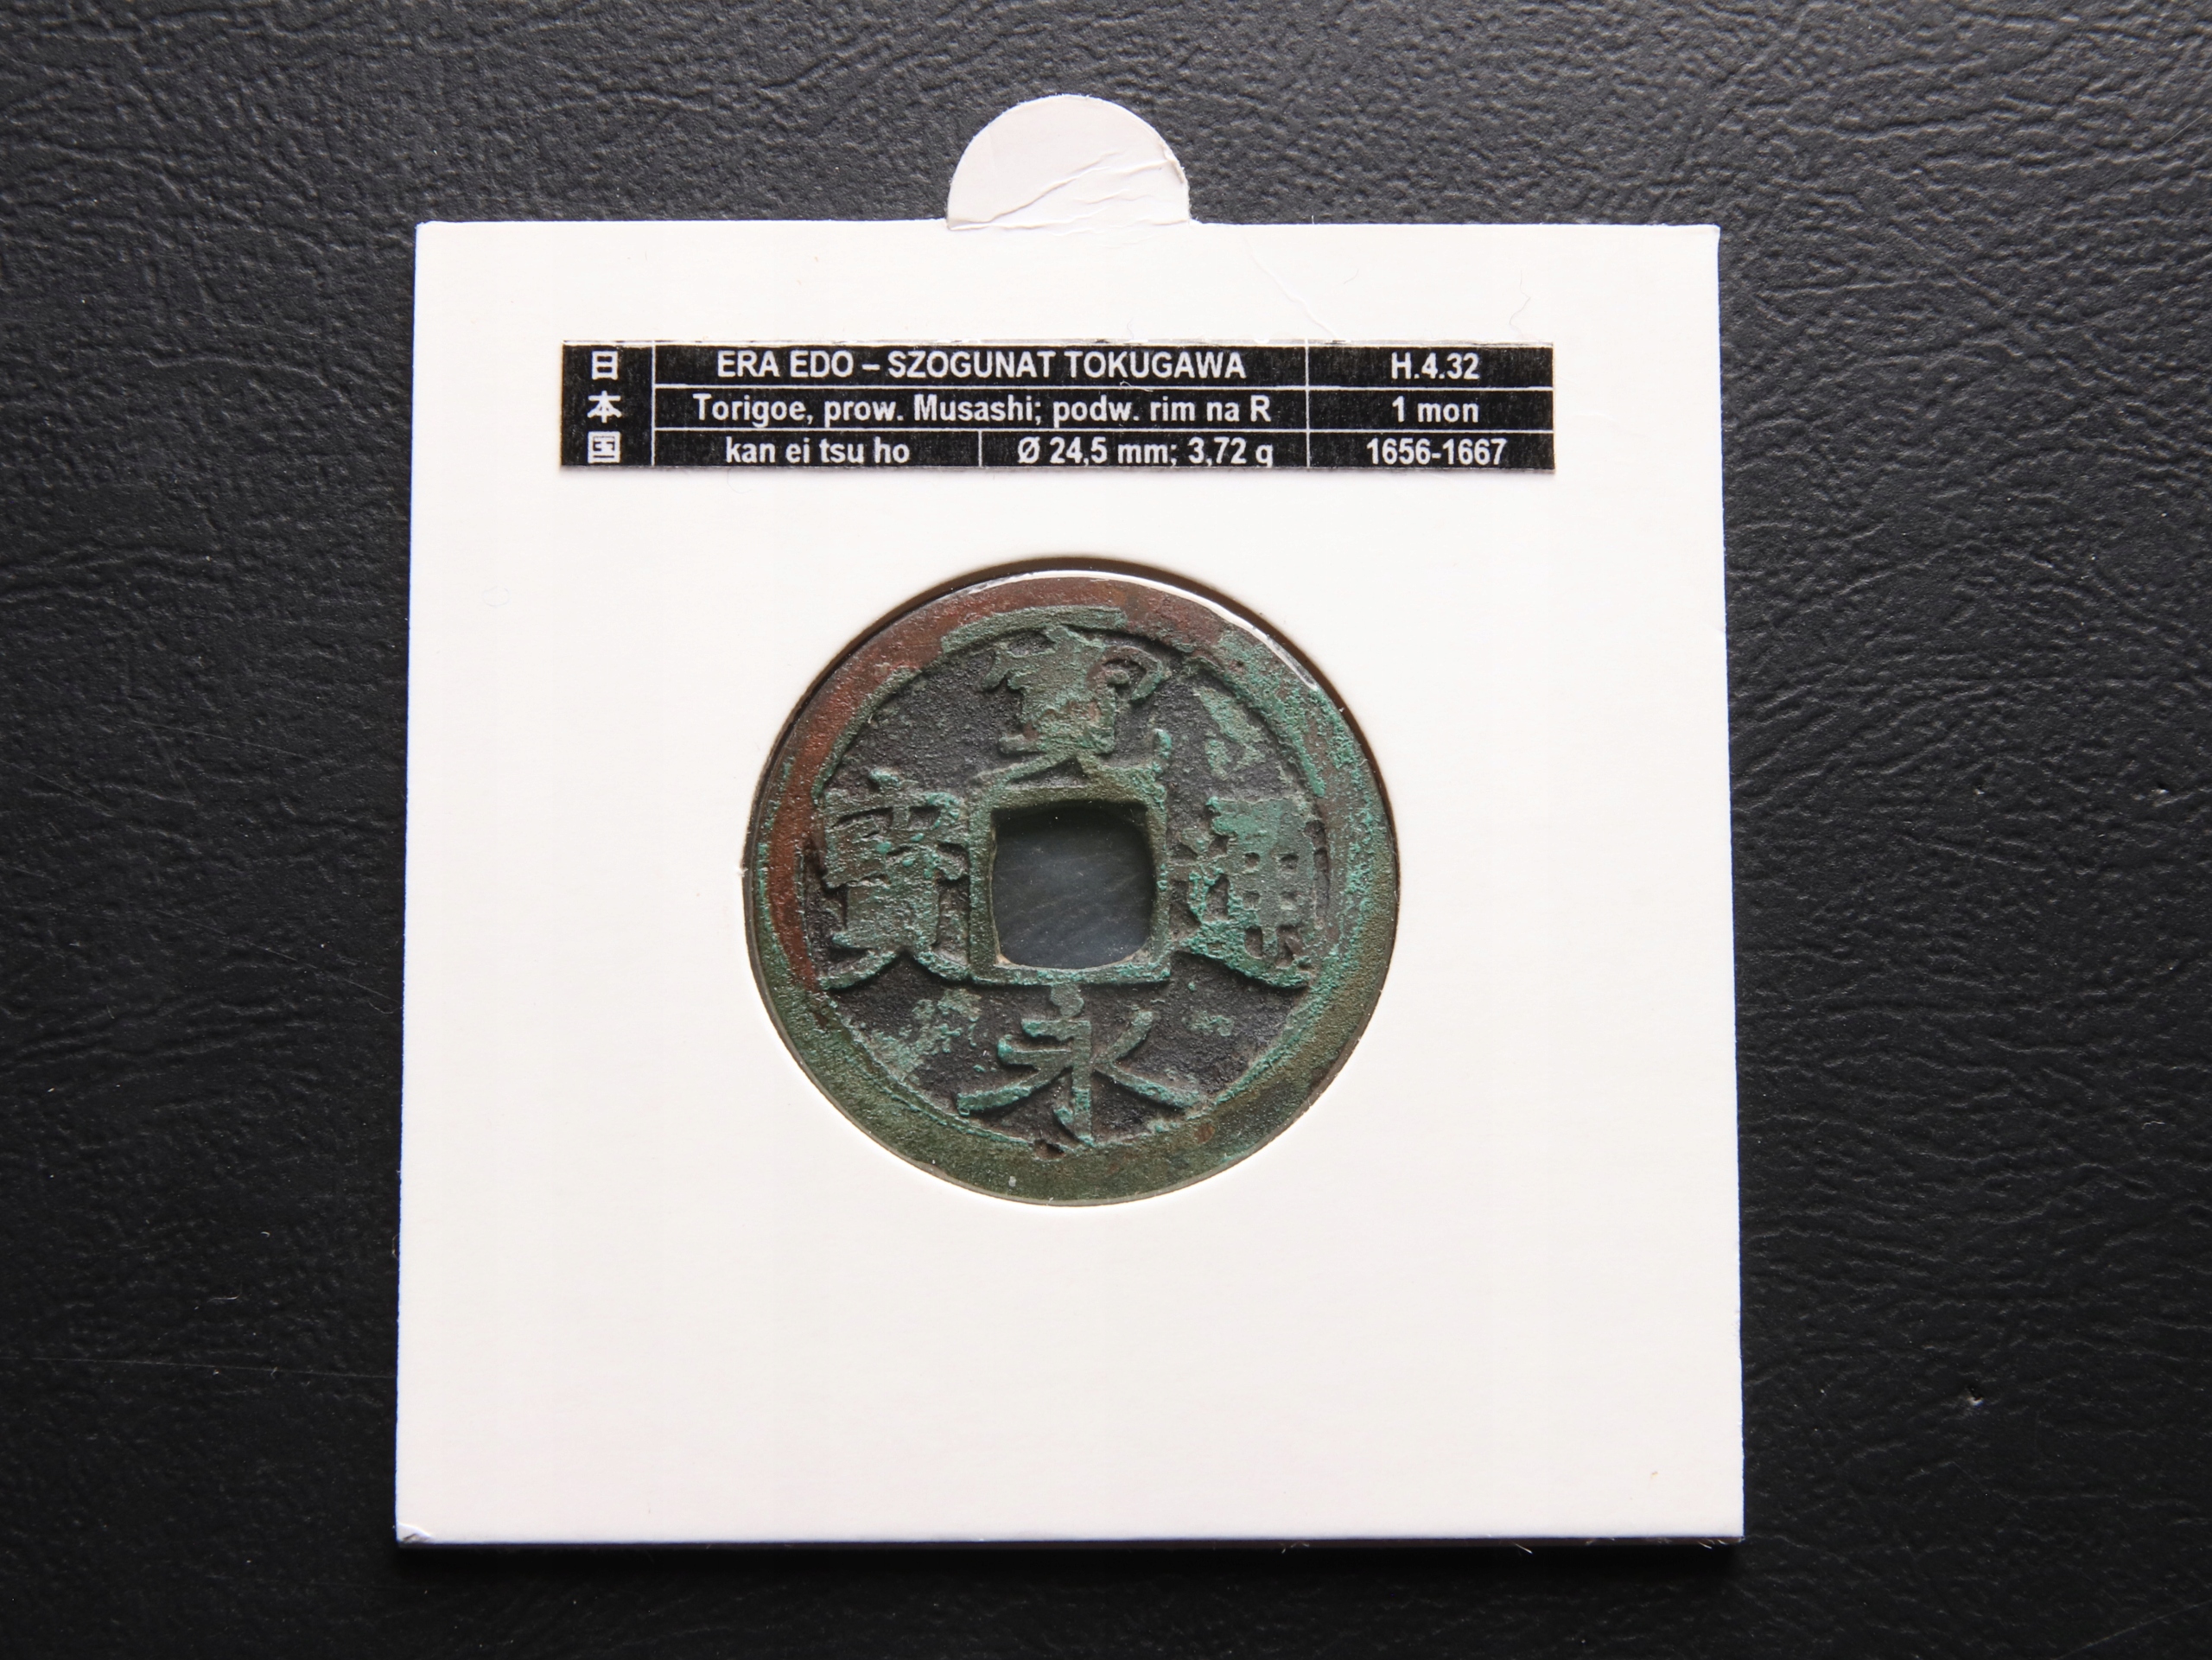 日本国
ERA EDO – SZOGUNAT TOKUGAWA H.4.32
Torigoe, prow. Musashi; podw. rim na R 1 mon
kan ei tsu ho Ø 24,5 mm; 3,72 g 1656-1667
寛
寳 通
永